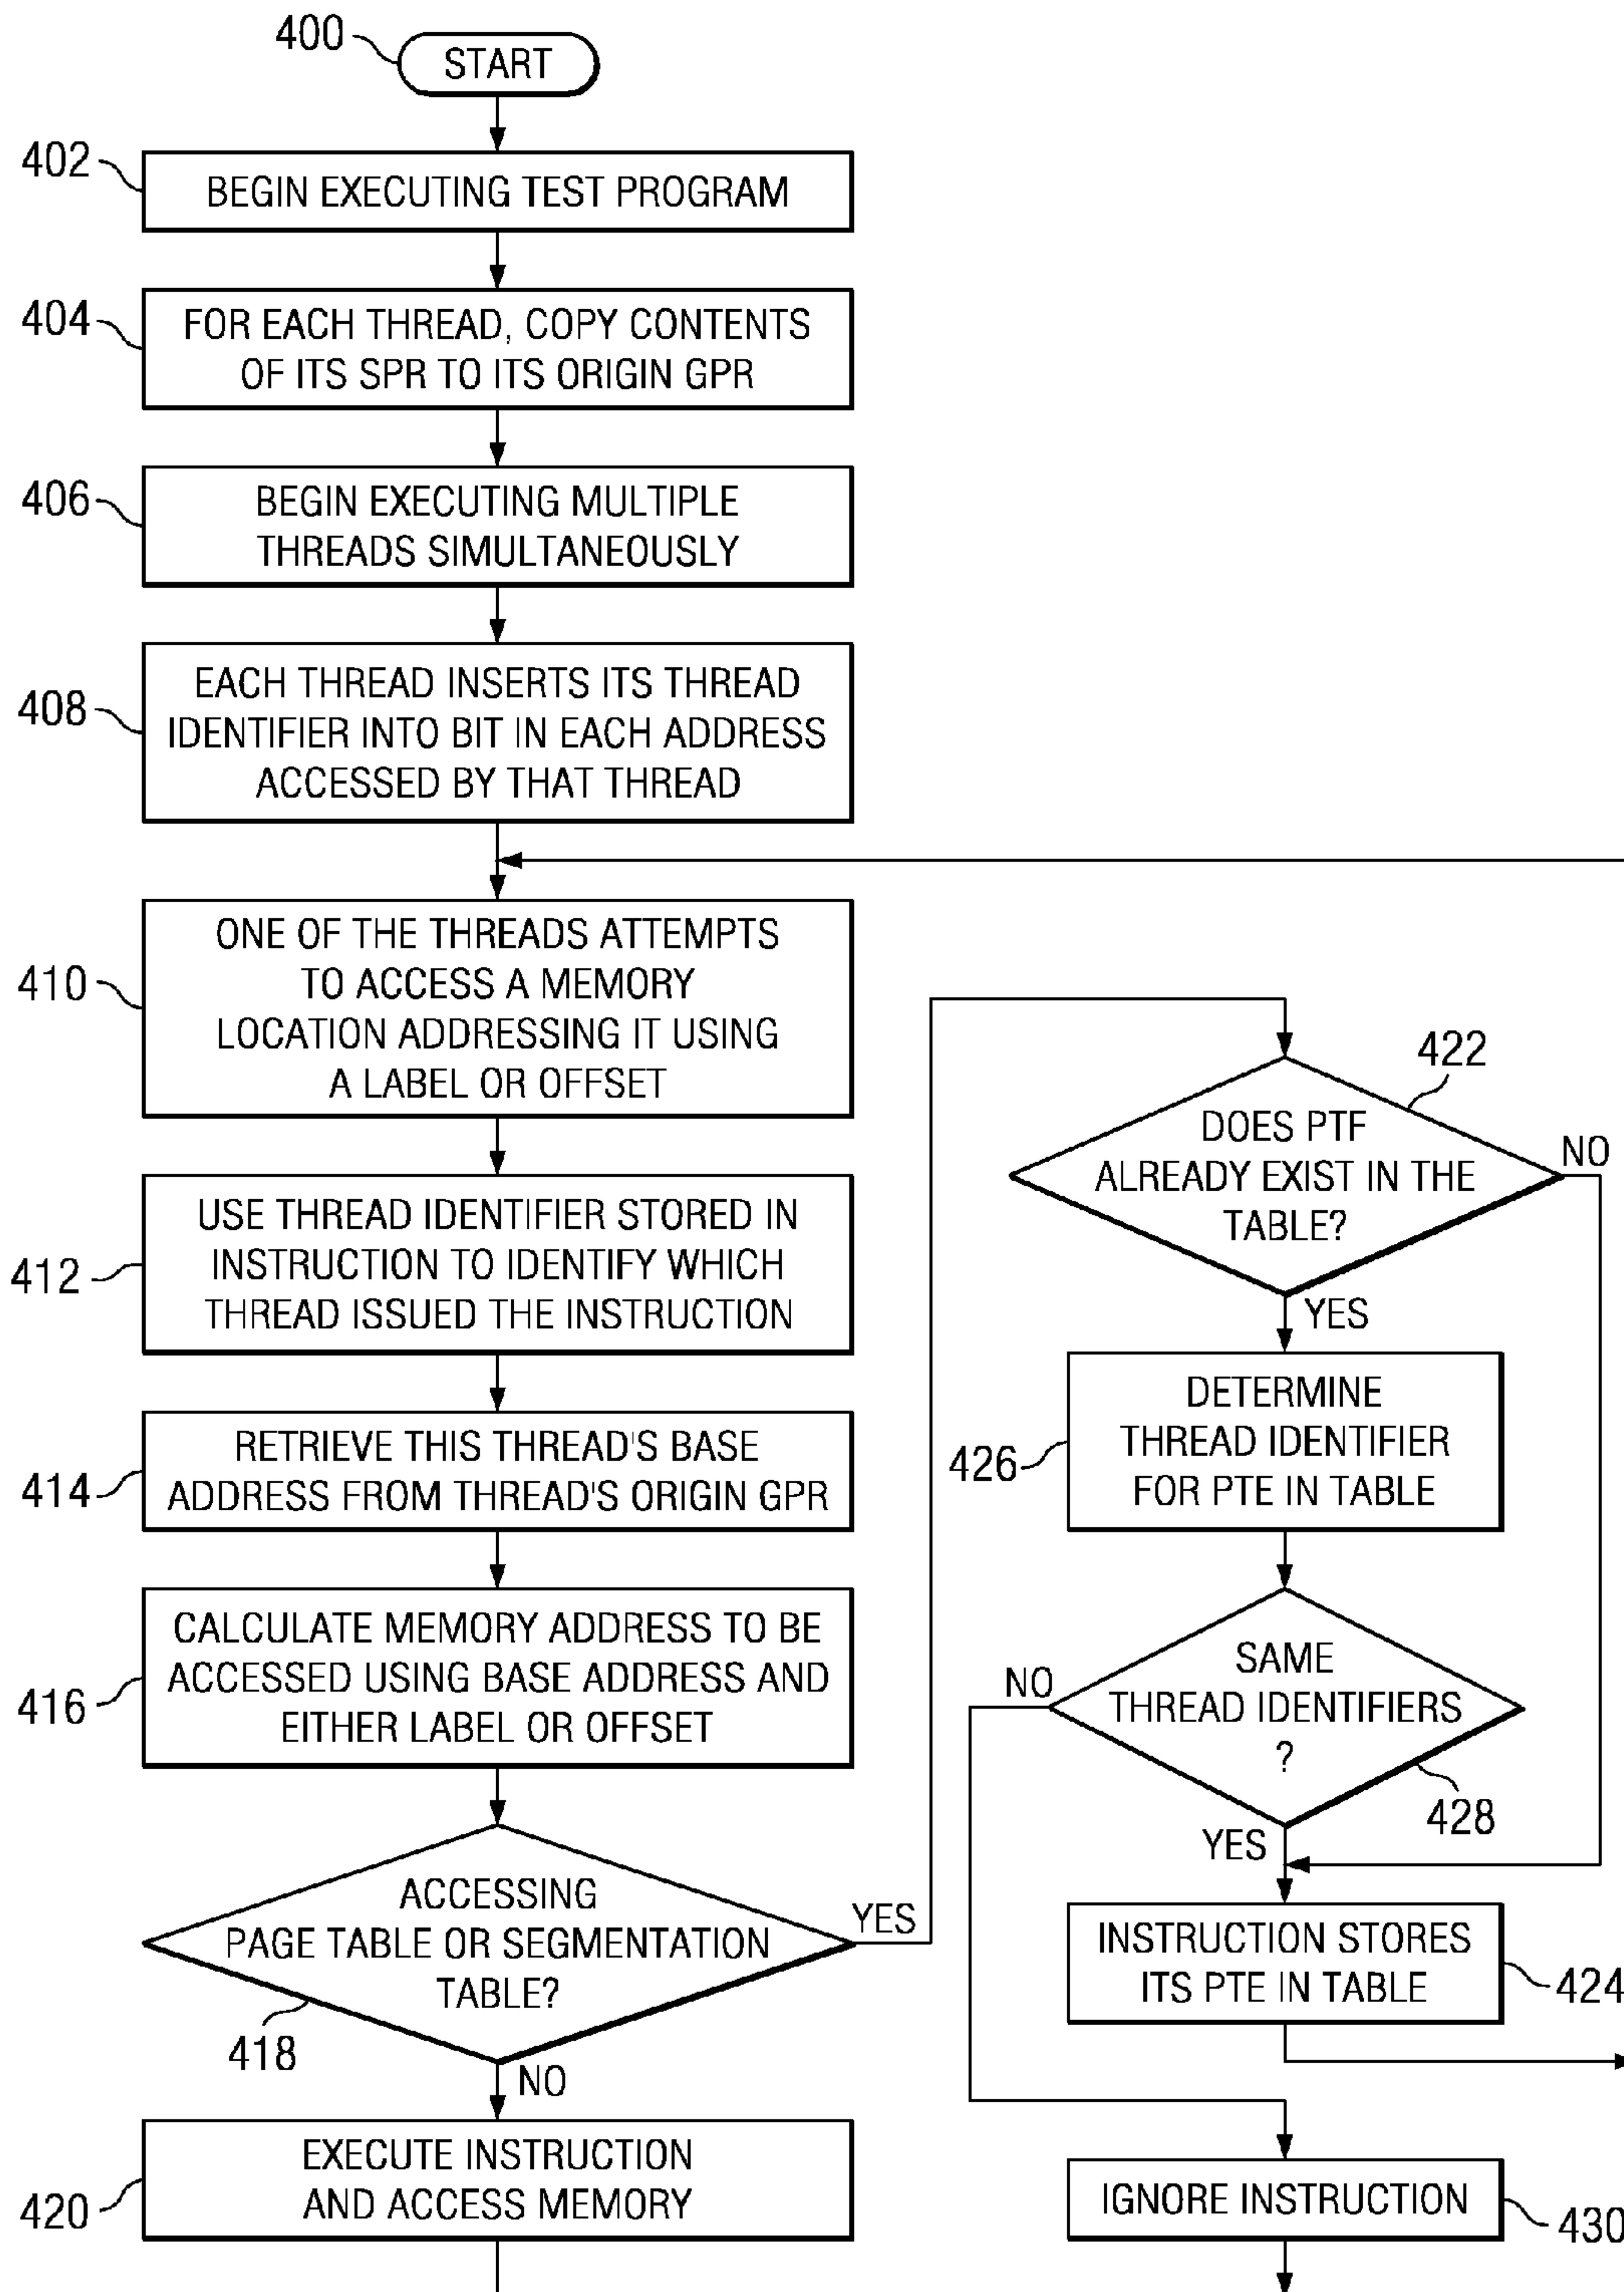 400
START
402
BEGIN EXECUTING TEST PROGRAM
404
FOR EACH THREAD, COPY CONTENTS
OF ITS SPR TO ITS ORIGIN GPR
406
BEGIN EXECUTING MULTIPLE
THREADS SIMULTANEOUSLY
408
EACH THREAD INSERTS ITS THREAD
IDENTIFIER INTO BIT IN EACH ADDRESS
ACCESSED BY THAT THREAD
410
ONE OF THE THREADS ATTEMPTS
TO ACCESS A MEMORY
LOCATION ADDRESSING IT USING
A LABEL OR OFFSET
412
USE THREAD IDENTIFIER STORED IN
INSTRUCTION TO IDENTIFY WHICH
THREAD ISSUED THE INSTRUCTION
414
RETRIEVE THIS THREAD'S BASE
ADDRESS FROM THREAD'S ORIGIN GPR
416
CALCULATE MEMORY ADDRESS TO BE
ACCESSED USING BASE ADDRESS AND
EITHER LABEL OR OFFSET
ACCESSING
PAGE TABLE OR SEGMENTATION
TABLE?
YES
418
NO
420
EXECUTE INSTRUCTION
AND ACCESS MEMORY
422
DOES PTF
ALREADY EXIST IN THE
TABLE?
NO
YES
426
DETERMINE
THREAD IDENTIFIER
FOR PTE IN TABLE
NO
SAME
THREAD IDENTIFIERS
?
428
YES
INSTRUCTION STORES
ITS PTE IN TABLE
424
IGNORE INSTRUCTION
430